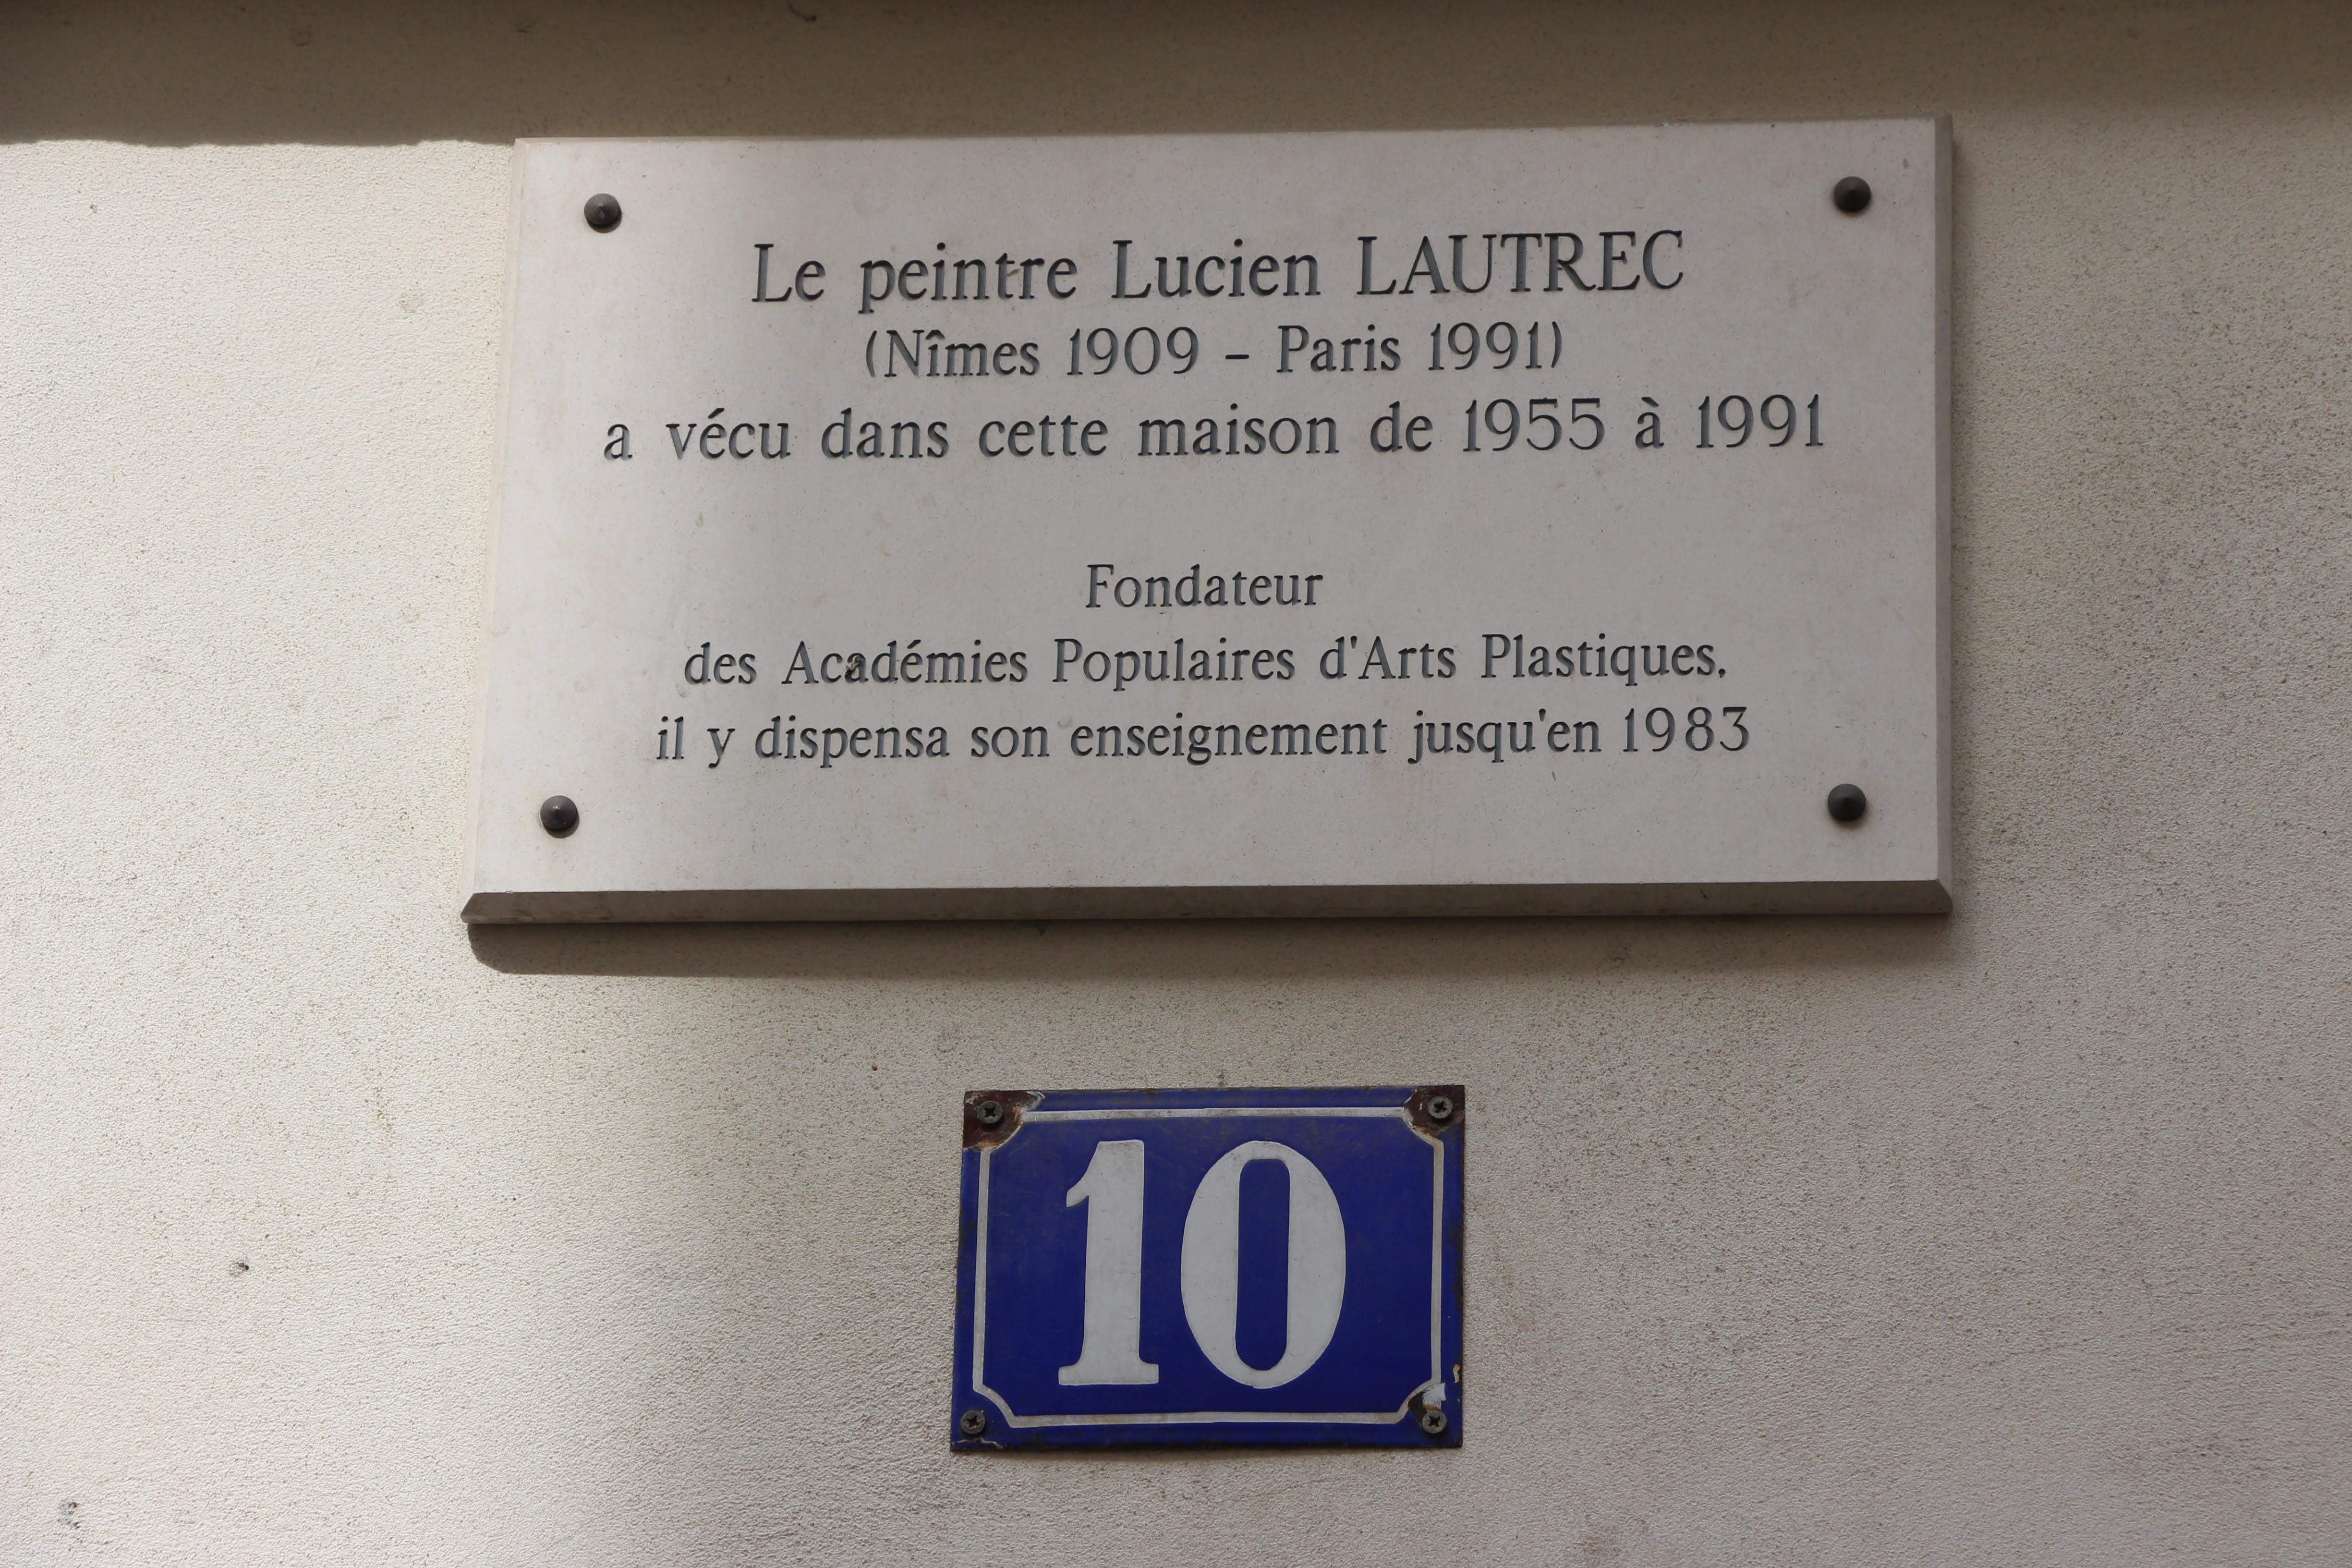 Le peintre Lucien LAUTREC
(Nîmes 1909 - Paris 1991)
a vécu dans cette maison de 1955 à 1991
Fondateur
des Académies Populaires d'Arts Plastiques,
il y dispensa son enseignement jusqu'en 1983
10